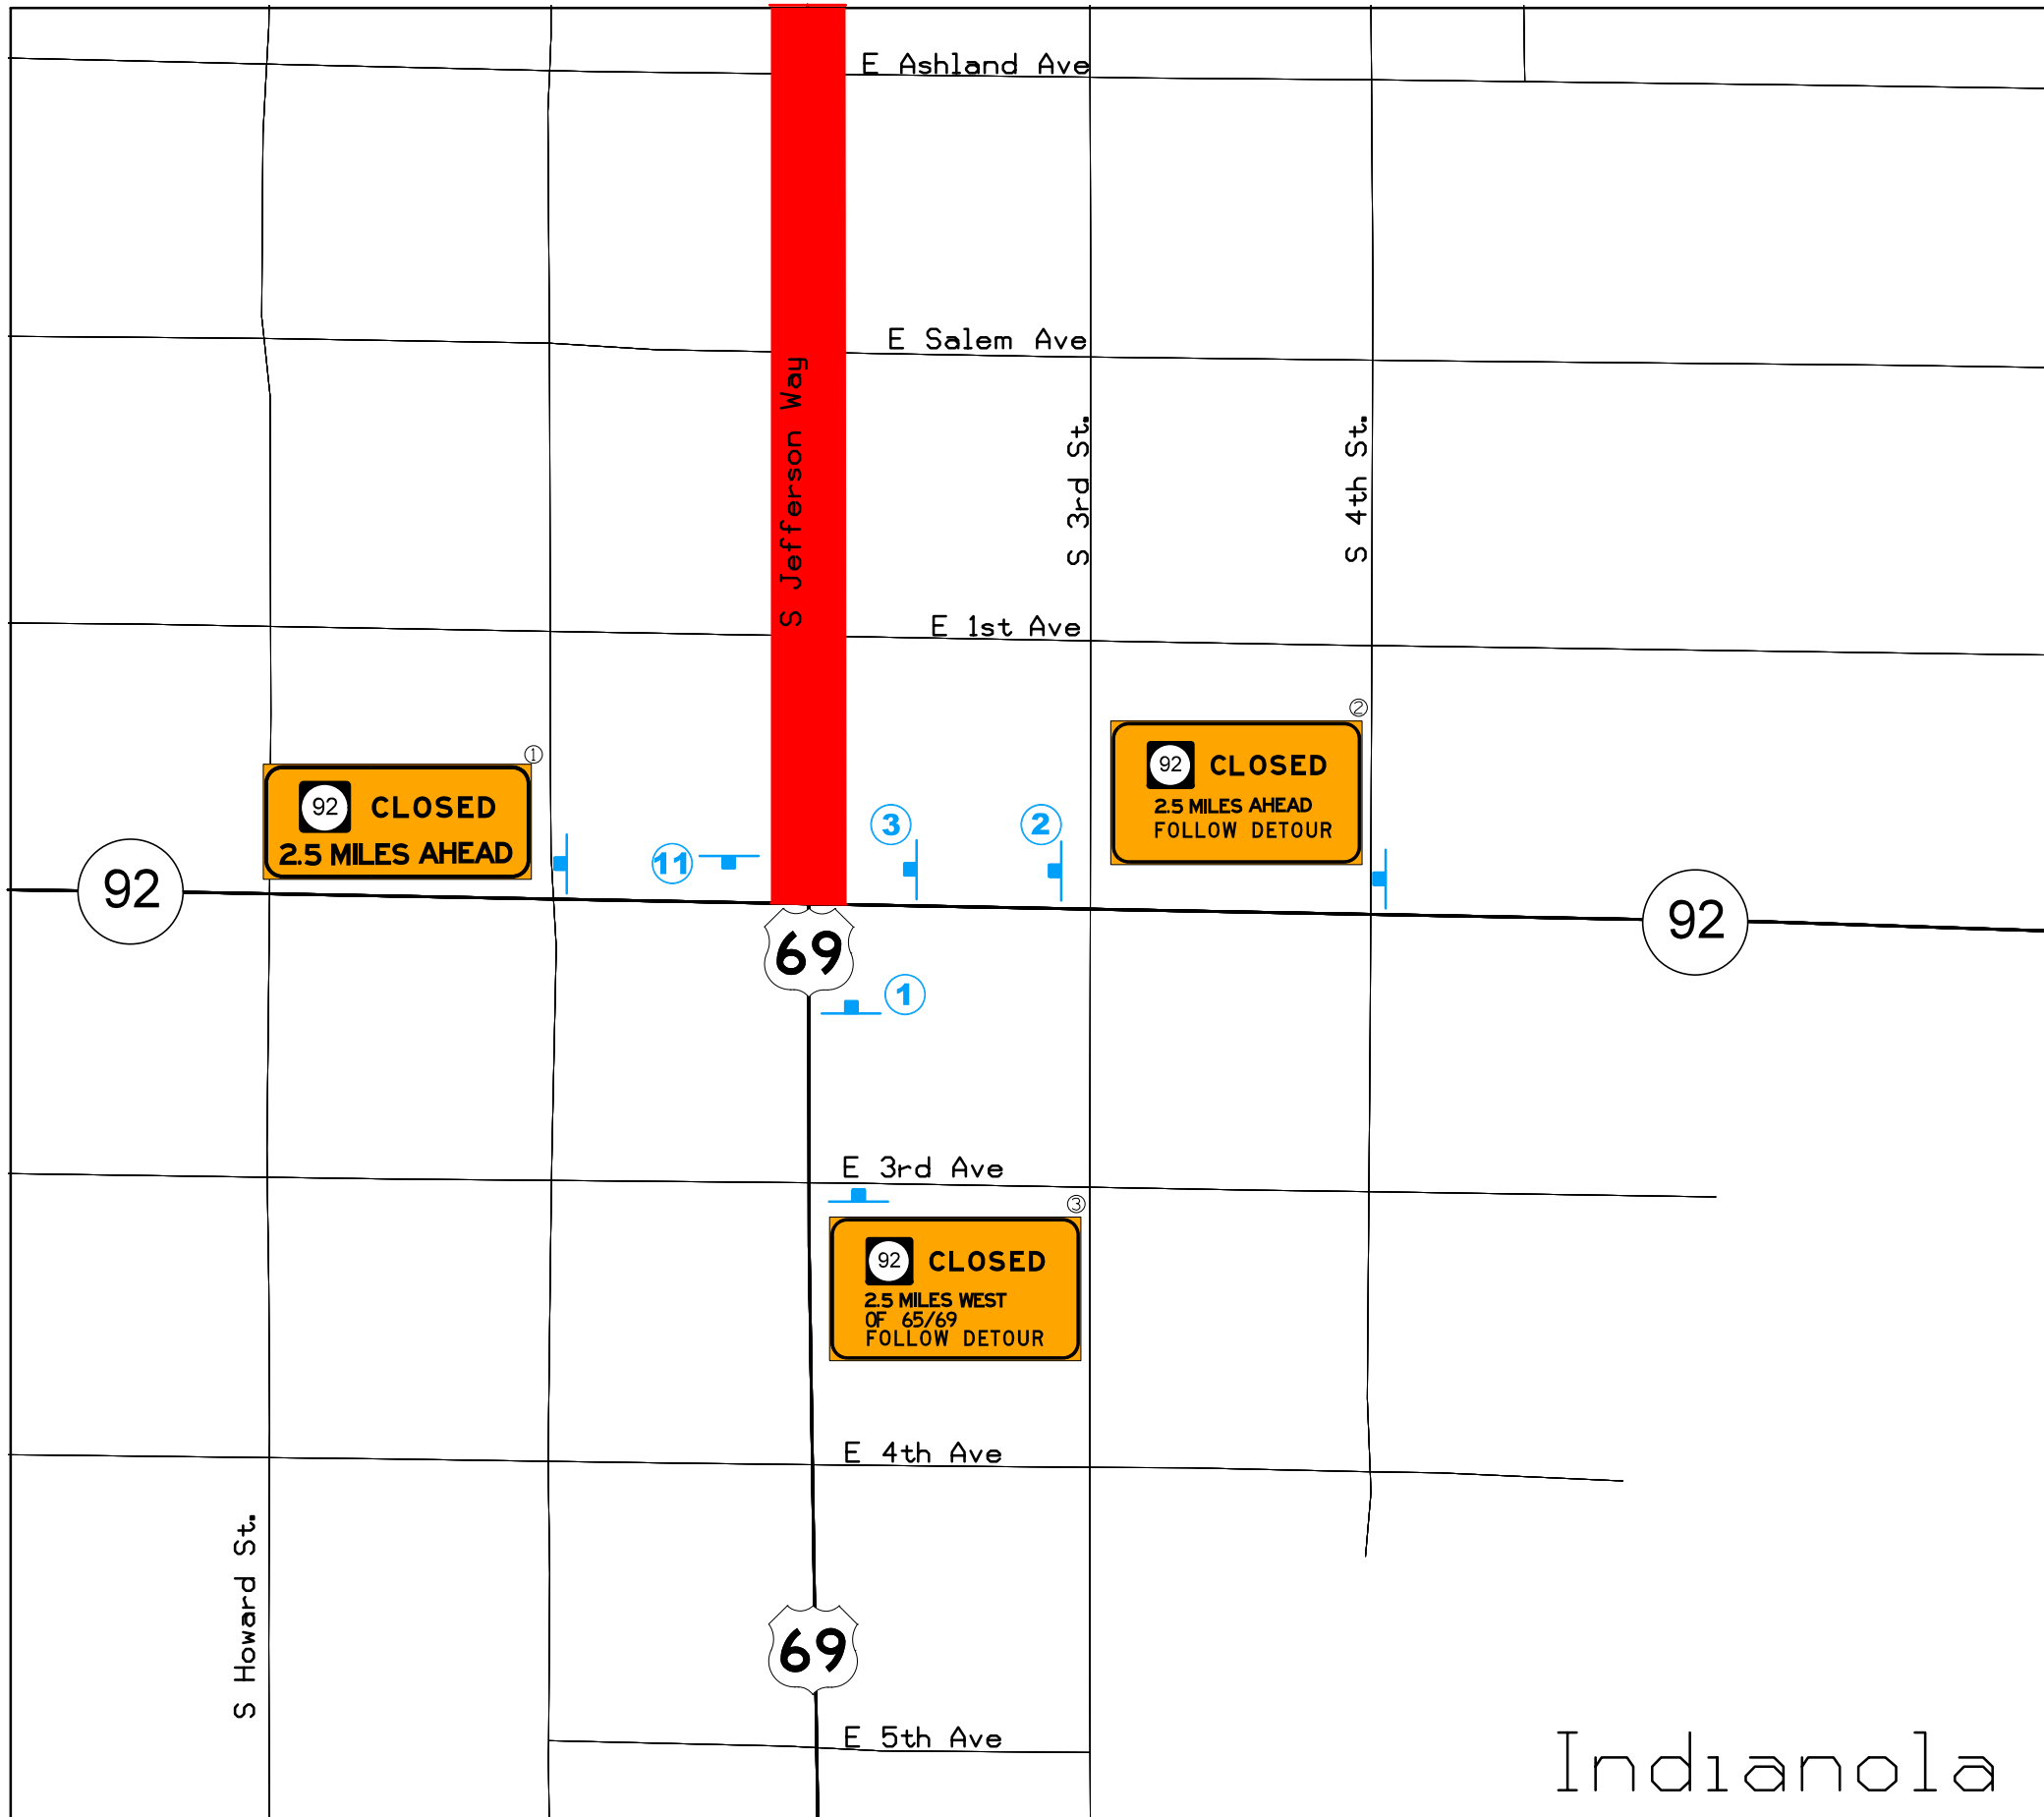 E Ashland Ave
E Salem Ave
S Jefferson Way
S 3rd St.
S 4th St.
E 1st Ave
②
92 CLOSED
2.5 MILES AHEAD
FOLLOW DETOUR
①
92 CLOSED
2.5 MILES AHEAD
11
3
2
92
92
69
1
E 3rd Ave
③
92 CLOSED
2.5 MILES WEST
OF 65/69
FOLLOW DETOUR
E 4th Ave
S Howard St.
69
E 5th Ave
Indianola